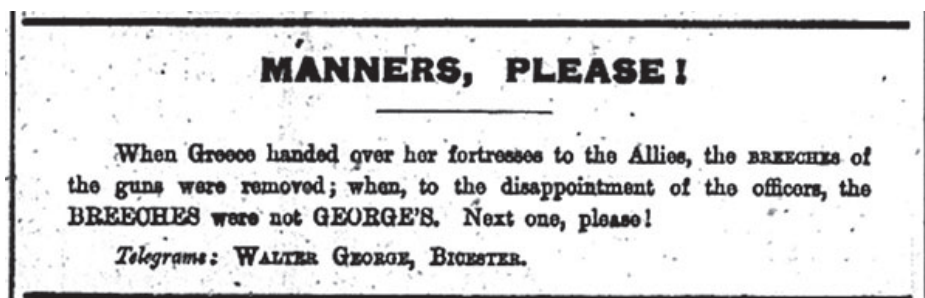 MANNERS, PLEASE!
When Greece handed over her fortresses to the Allies, the BREECHES of
the guns were removed; when, to the disappointment of the officers, the
BREECHES were not GEORGE'S. Next one, please!
Telegrams: WALTER GEORGE, BICESTER.